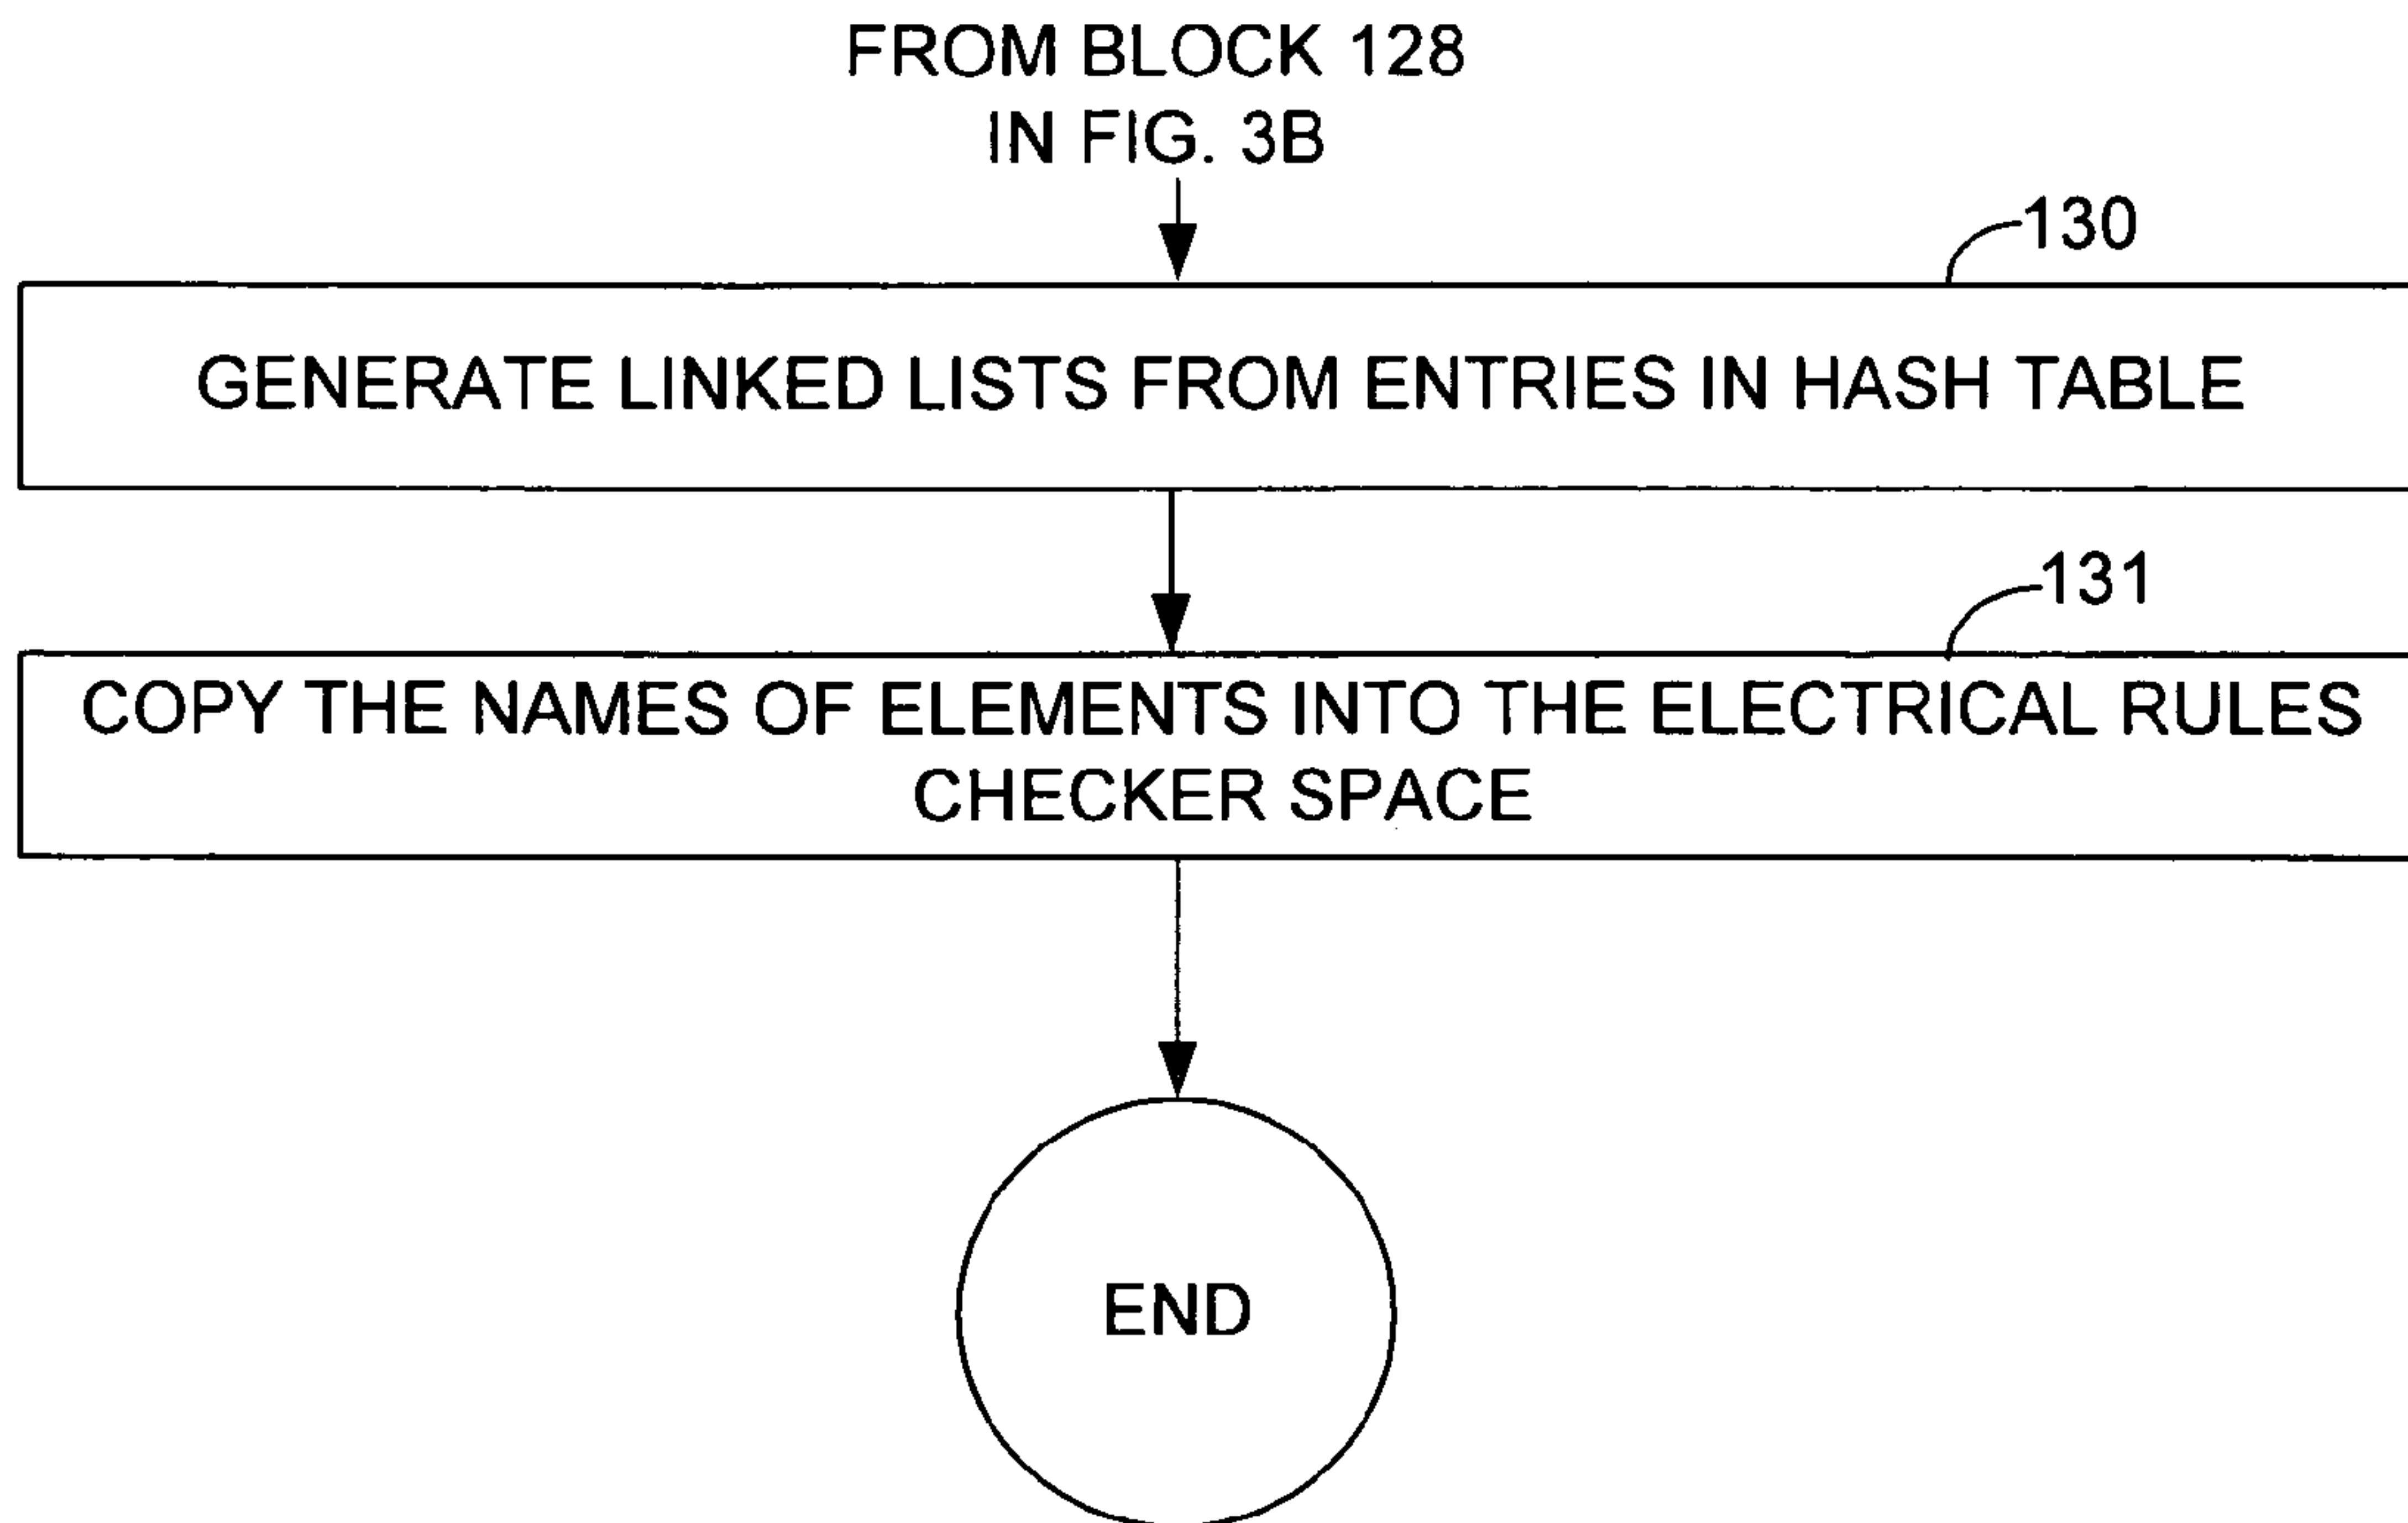 FROM BLOCK 128
IN FIG. 3B
130
GENERATE LINKED LISTS FROM ENTRIES IN HASH TABLE
131
COPY THE NAMES OF ELEMENTS INTO THE ELECTRICAL RULES
CHECKER SPACE
END